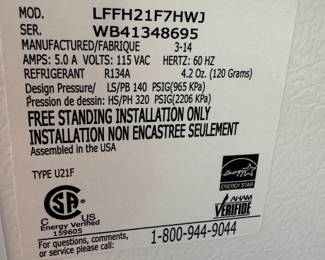 MOD. LFFH21F7HWJ
SER. WB41348695
MANUFACTURED/FABRIQUE 3-14
AMPS: 5.0 A VOLTS: 115 VAC HERTZ: 60 HZ
REFRIGERANT R134A 4.2 Oz. (120 Grams)
Design Pressure/ LS/PB 140 PSIG(965 KPa)
Pression de dessin: HS/PH 320 PSIG(2206 KPa)
FREE STANDING INSTALLATION ONLY
INSTALLATION NON ENCASTREE SEULEMENT
Assembled in the USA
TYPE U21F
ENERGY STAR
C US
Energy Verified
159605
AHAM
VERIFIDE
For questions, comments,
or service, please call: 1-800-944-9044